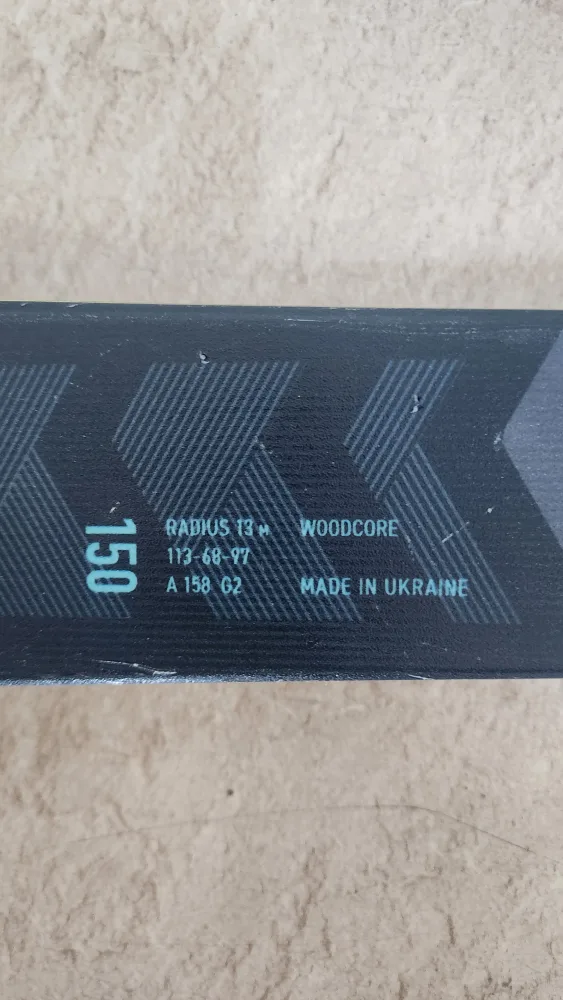 150
RADIUS 13 м
113-68-97
A 158 G2
WOODCORE
MADE IN UKRAINE